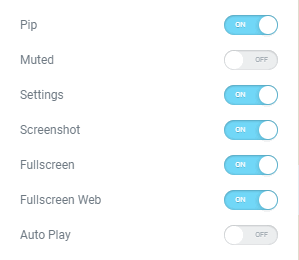 Pip ON
Muted OFF
Settings ON
Screenshot ON
Fullscreen ON
Fullscreen Web ON
Auto Play OFF